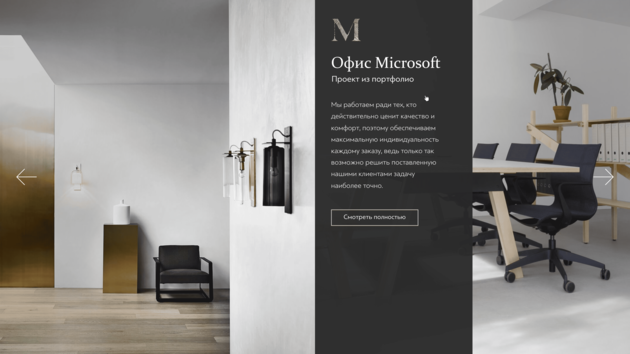 M
Офис Microsoft
Проект из портфолио
Мы работаем ради тех, кто
действительно ценит качество и
комфорт, поэтому обеспечиваем
максимальную индивидуальность
каждому заказу, ведь только так
возможно решить поставленную
нашими клиентами задачу
наиболее точно.
Смотреть полностью